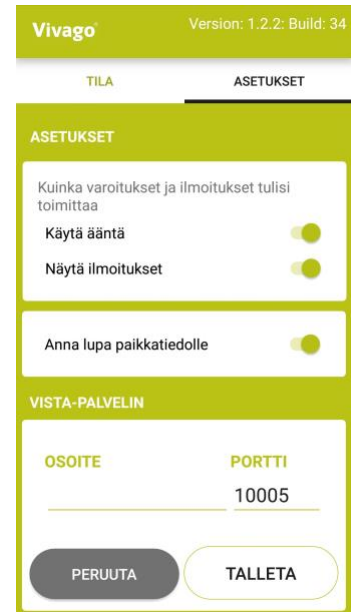 Vivago
Version: 1.2.2: Build: 34
TILA
ASETUKSET
ASETUKSET
Kuinka varoitukset ja ilmoitukset tulisi
toimittaa
Käytä ääntä
Näytä ilmoitukset
Anna lupa paikkatiedolle
VISTA-PALVELIN
OSOITE
PORTTI
10005
PERUUTA
TALLETA